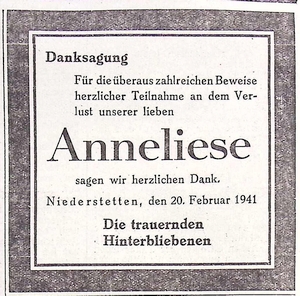 Danksagung
Für die überaus zahlreichen Beweise
herzlicher Teilnahme an dem Ver-
lust unserer lieben
Anneliese
sagen wir herzlichen Dank.
Niederstetten, den 20. Februar 1941
Die trauernden
Hinterbliebenen